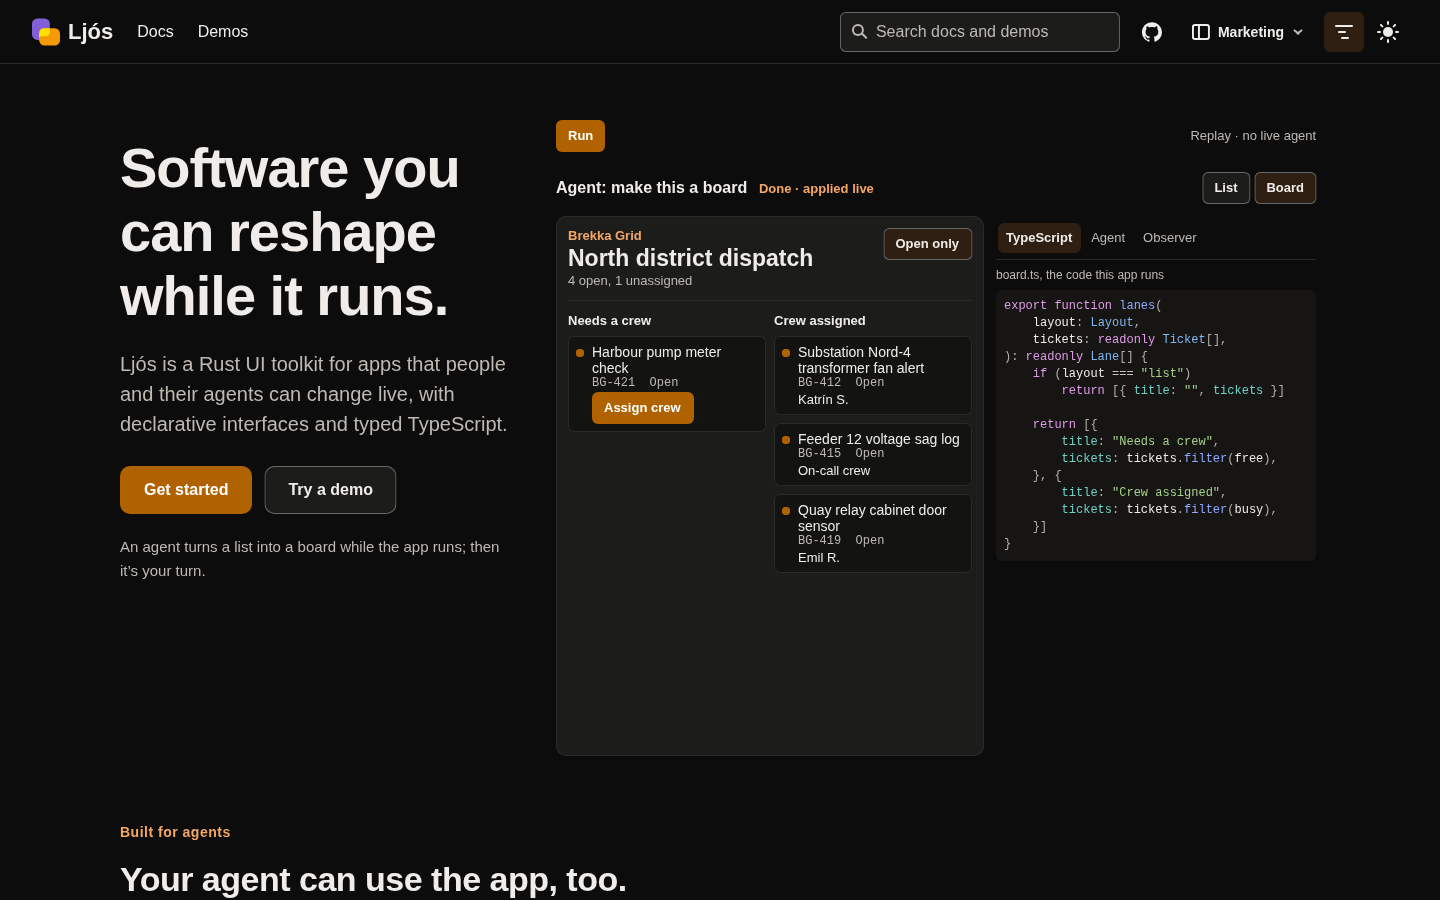 Ljós Docs Demos Search docs and demos Marketing
Software you
can reshape
while it runs.
Ljós is a Rust UI toolkit for apps that people
and their agents can change live, with
declarative interfaces and typed TypeScript.
Get started Try a demo
An agent turns a list into a board while the app runs; then
it’s your turn.
Run Replay · no live agent
Agent: make this a board Done · applied live List Board
Brekka Grid
North district dispatch
4 open, 1 unassigned
Open only
Needs a crew
Harbour pump meter
check
BG-421 Open
Assign crew
Crew assigned
Substation Nord-4
transformer fan alert
BG-412 Open
Katrín S.
Feeder 12 voltage sag log
BG-415 Open
On-call crew
Quay relay cabinet door
sensor
BG-419 Open
Emil R.
TypeScript Agent Observer
board.ts, the code this app runs
export function lanes(
    layout: Layout,
    tickets: readonly Ticket[],
): readonly Lane[] {
    if (layout === "list")
        return [{ title: "", tickets }]

    return [{
        title: "Needs a crew",
        tickets: tickets.filter(free),
    }, {
        title: "Crew assigned",
        tickets: tickets.filter(busy),
    }]
}
Built for agents
Your agent can use the app, too.